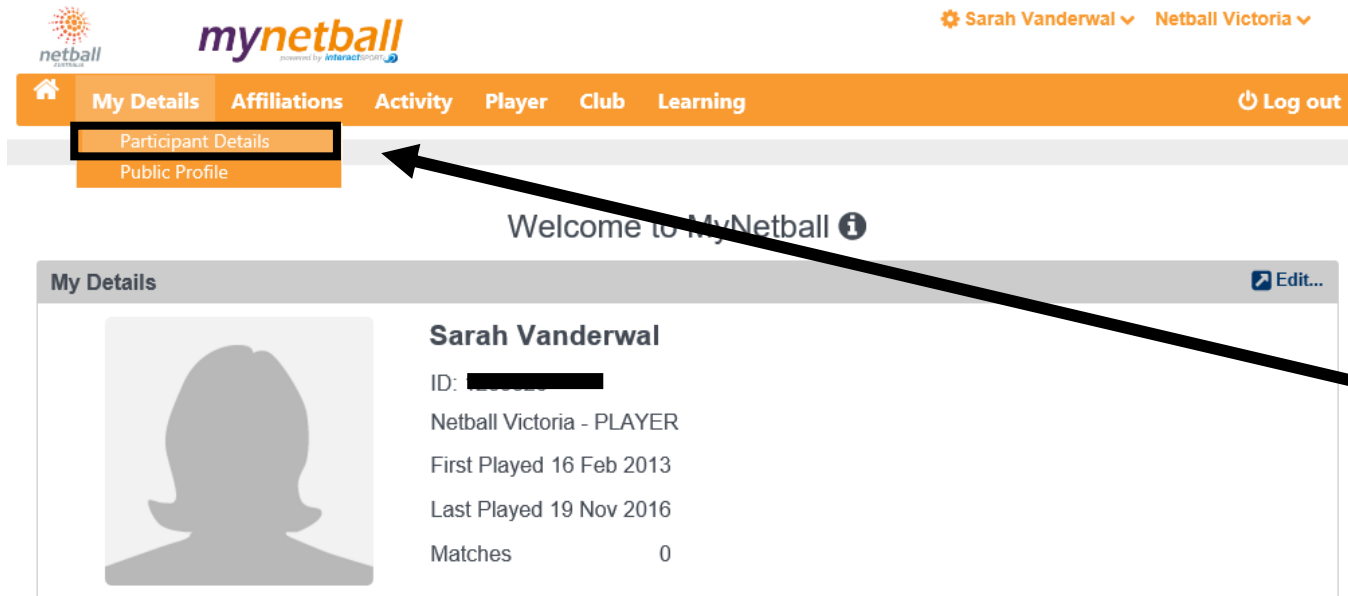 Sarah Vanderwal Netball Victoria
netball
AUSTRALIA
mynetball
powered by interactSPORT
My Details Affiliations Activity Player Club Learning Log out
Participant Details
Public Profile
Welcome to MyNetball
My Details Edit...
Sarah Vanderwal
ID:
Netball Victoria - PLAYER
First Played 16 Feb 2013
Last Played 19 Nov 2016
Matches 0